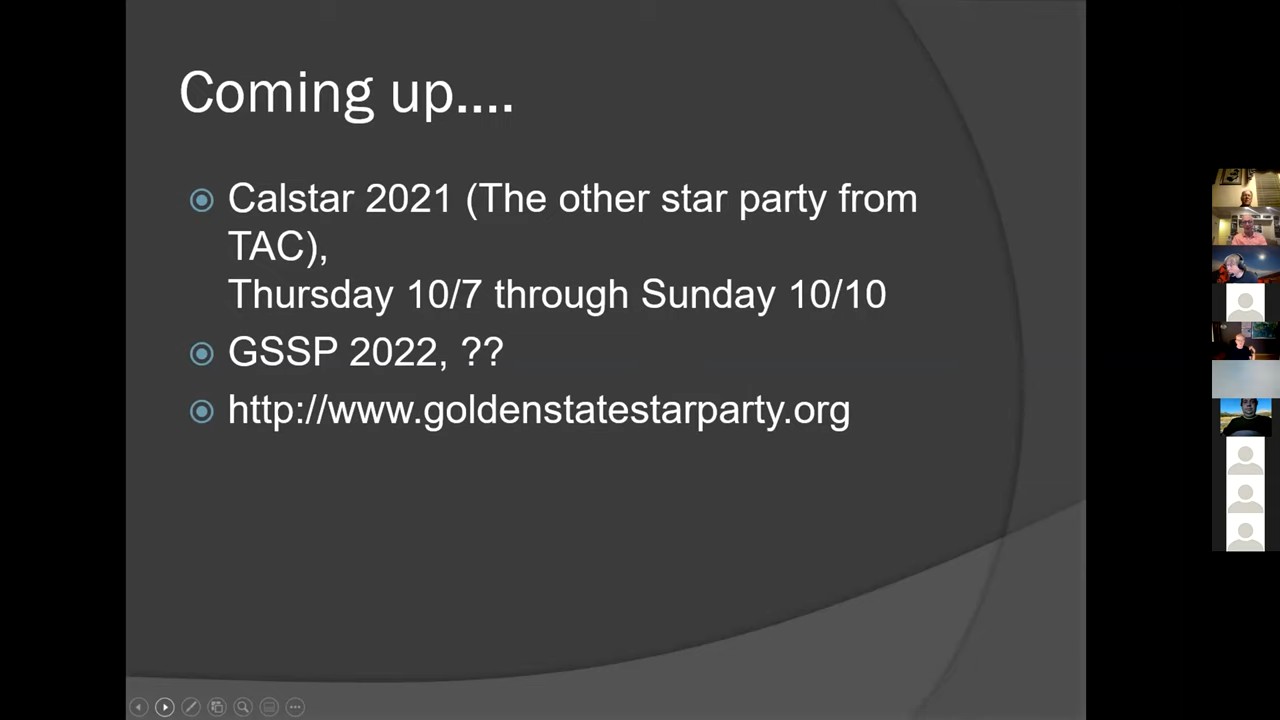 Coming up....
Calstar 2021 (The other star party from
TAC),
Thursday 10/7 through Sunday 10/10
GSSP 2022, ??
http://www.goldenstatestarparty.org